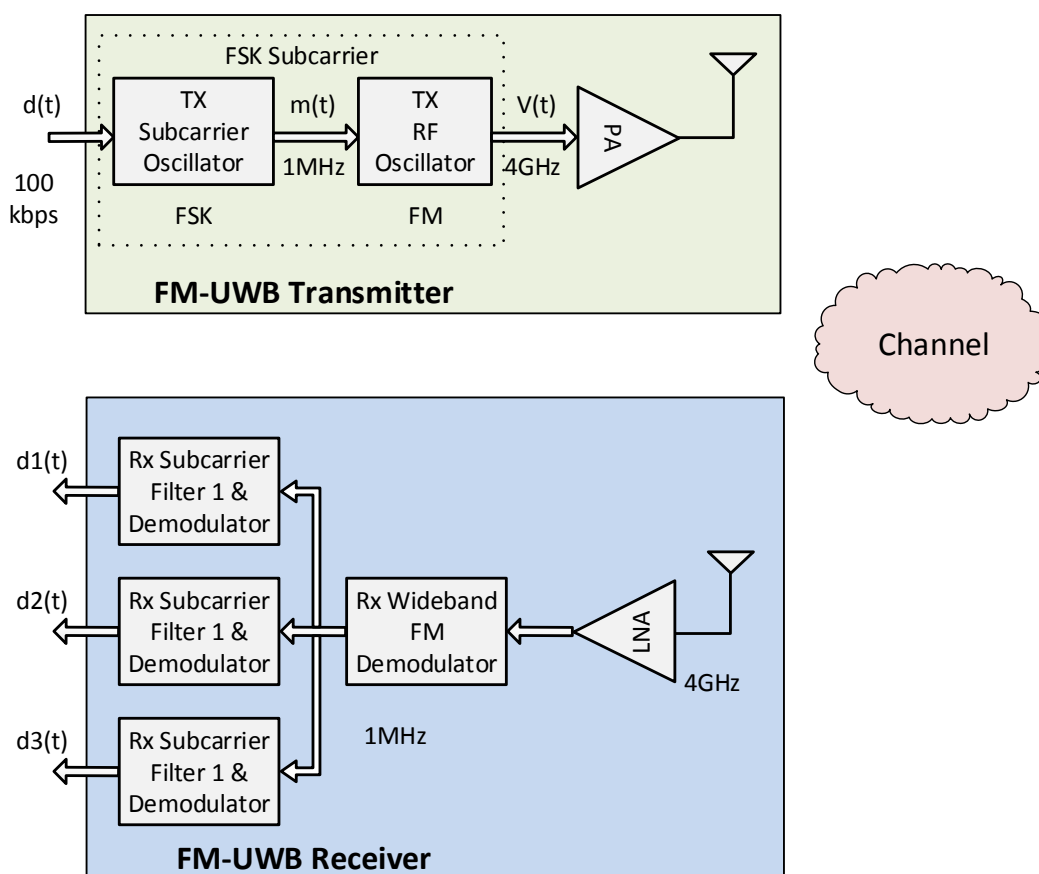 FSK Subcarrier
d(t)
TX
Subcarrier
Oscillator
m(t)
TX
RF
Oscillator
V(t)
PA
1MHz
4GHz
100
kbps
FSK
FM
FM-UWB Transmitter
Channel
d1(t)
Rx Subcarrier
Filter 1 &
Demodulator
d2(t)
Rx Subcarrier
Filter 1 &
Demodulator
Rx Wideband
FM
Demodulator
LNA
4GHz
d3(t)
Rx Subcarrier
Filter 1 &
Demodulator
1MHz
FM-UWB Receiver